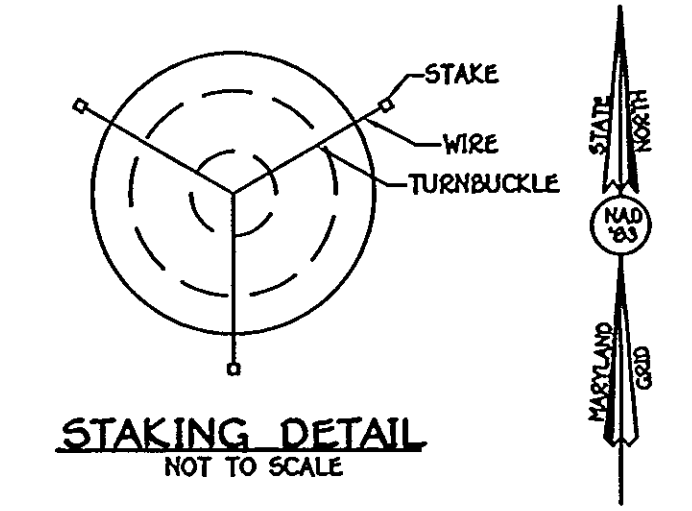 STAKE
WIRE
TURNBUCKLE
STAKING DETAIL
NOT TO SCALE
STATE
NORTH
NAD
'83
MARYLAND
GRID